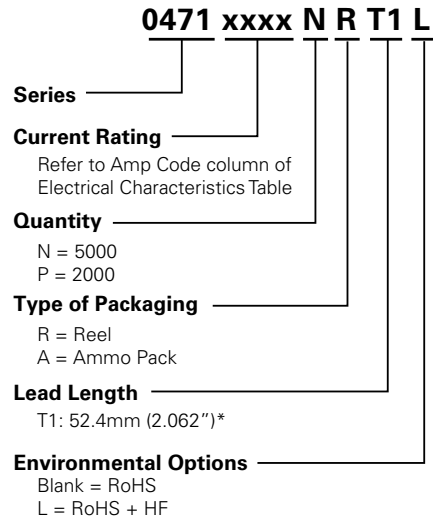 0471 xxxx N R T1 L
Series
Current Rating
Refer to Amp Code column of
Electrical Characteristics Table
Quantity
N = 5000
P = 2000
Type of Packaging
R = Reel
A = Ammo Pack
Lead Length
T1: 52.4mm (2.062”)*
Environmental Options
Blank = RoHS
L = RoHS + HF